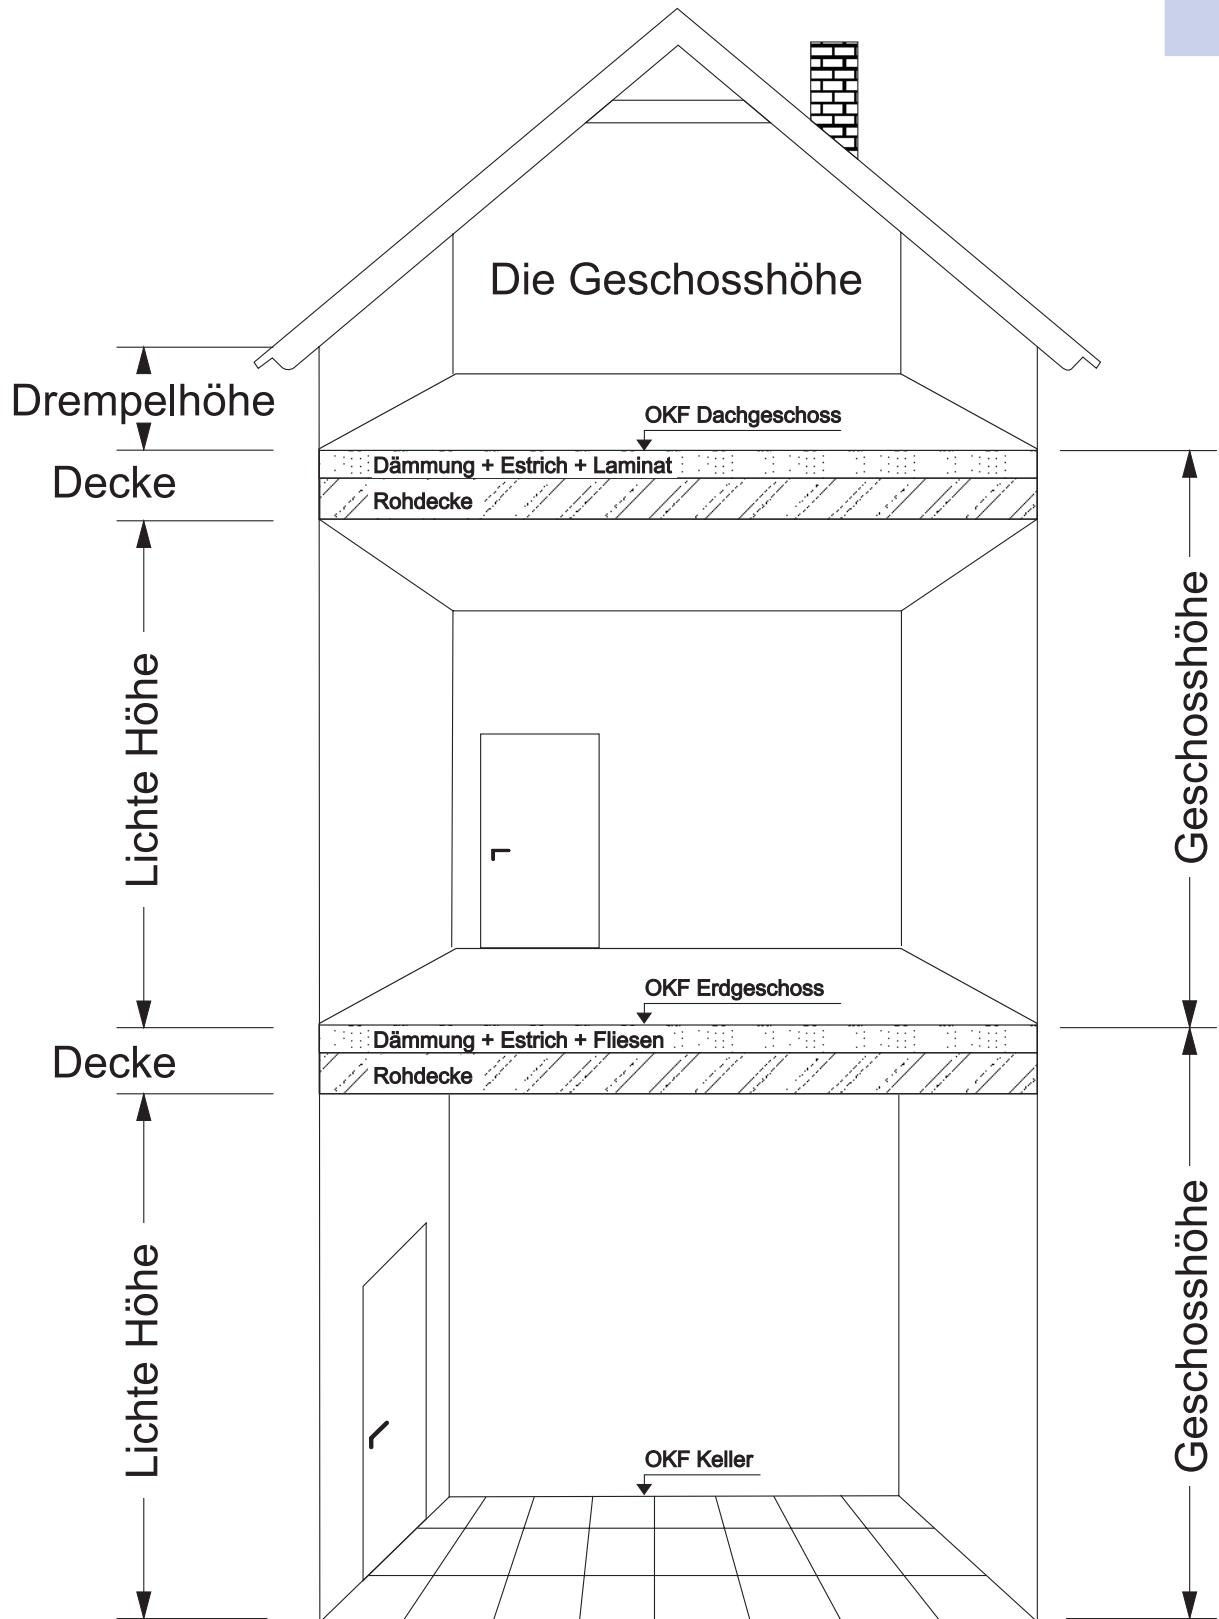 Die Geschosshöhe
Drempelhöhe
OKF Dachgeschoss
Dämmung + Estrich + Laminat
Decke
Rohdecke
Lichte Höhe
Geschosshöhe
OKF Erdgeschoss
Dämmung + Estrich + Fliesen
Decke
Rohdecke
Lichte Höhe
Geschosshöhe
OKF Keller